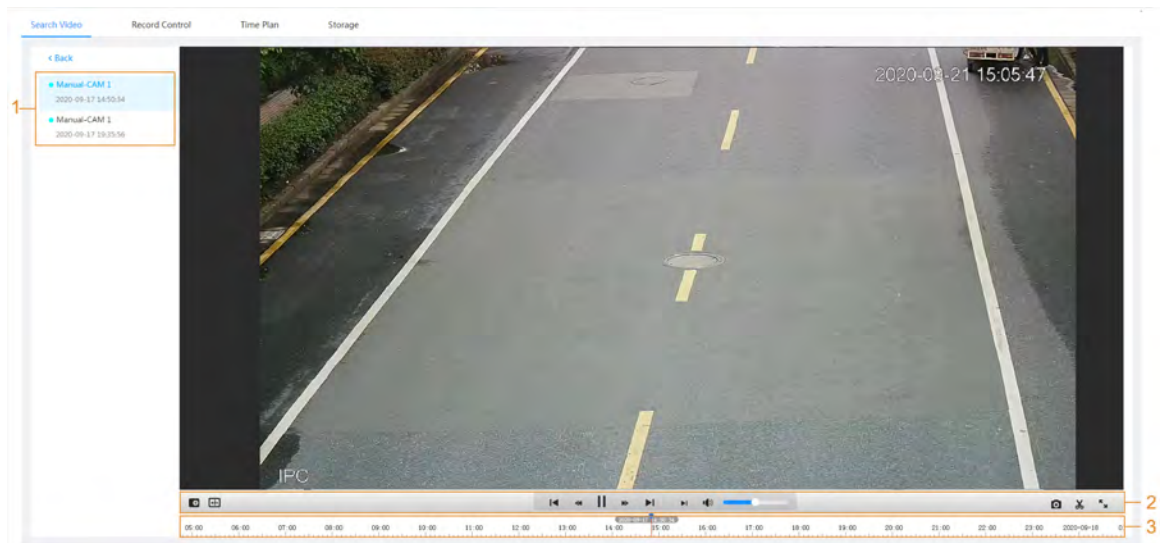 Search Video Record Control Time Plan Storage
< Back
Manual-CAM 1
2020-09-17 14:50:34
Manual-CAM 1
2020-09-17 19:35:56
1
15:05:47
IPC
2
05:00 06:00 07:00 08:00 09:00 10:00 11:00 12:00 13:00 14:00 15:00 16:00 17:00 18:00 19:00 20:00 21:00 22:00 23:00 2020-09-18 0
3